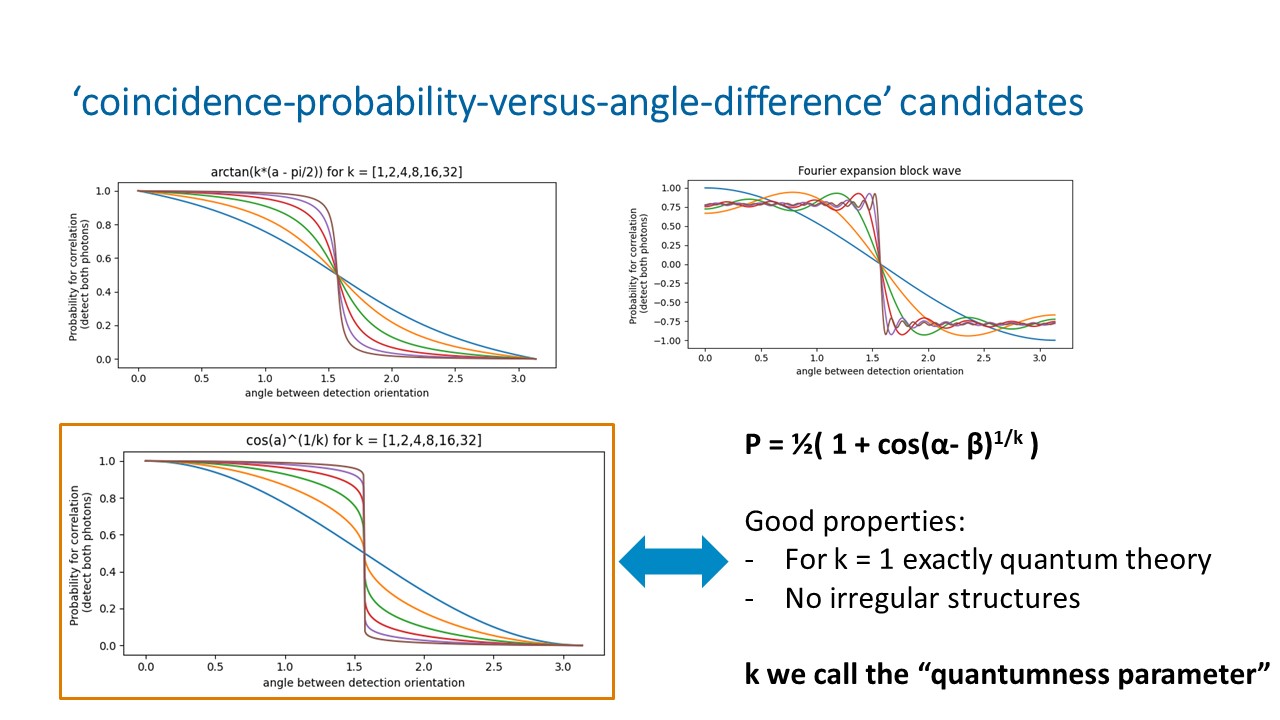 ‘coincidence-probability-versus-angle-difference’ candidates
arctan(k*(a - pi/2)) for k = [1,2,4,8,16,32]
Probability for correlation
(detect both photons)
1.0
0.8
0.6
0.4
0.2
0.0
0.0 0.5 1.0 1.5 2.0 2.5 3.0
angle between detection orientation
Fourier expansion block wave
Probability for correlation
(detect both photons)
1.00
0.75
0.50
0.25
0.00
−0.25
−0.50
−0.75
−1.00
0.0 0.5 1.0 1.5 2.0 2.5 3.0
angle between detection orientation
cos(a)^(1/k) for k = [1,2,4,8,16,32]
Probability for correlation
(detect both photons)
1.0
0.8
0.6
0.4
0.2
0.0
0.0 0.5 1.0 1.5 2.0 2.5 3.0
angle between detection orientation
P = ½( 1 + cos(α- β)^1/k )
Good properties:
- For k = 1 exactly quantum theory
- No irregular structures
k we call the “quantumness parameter”